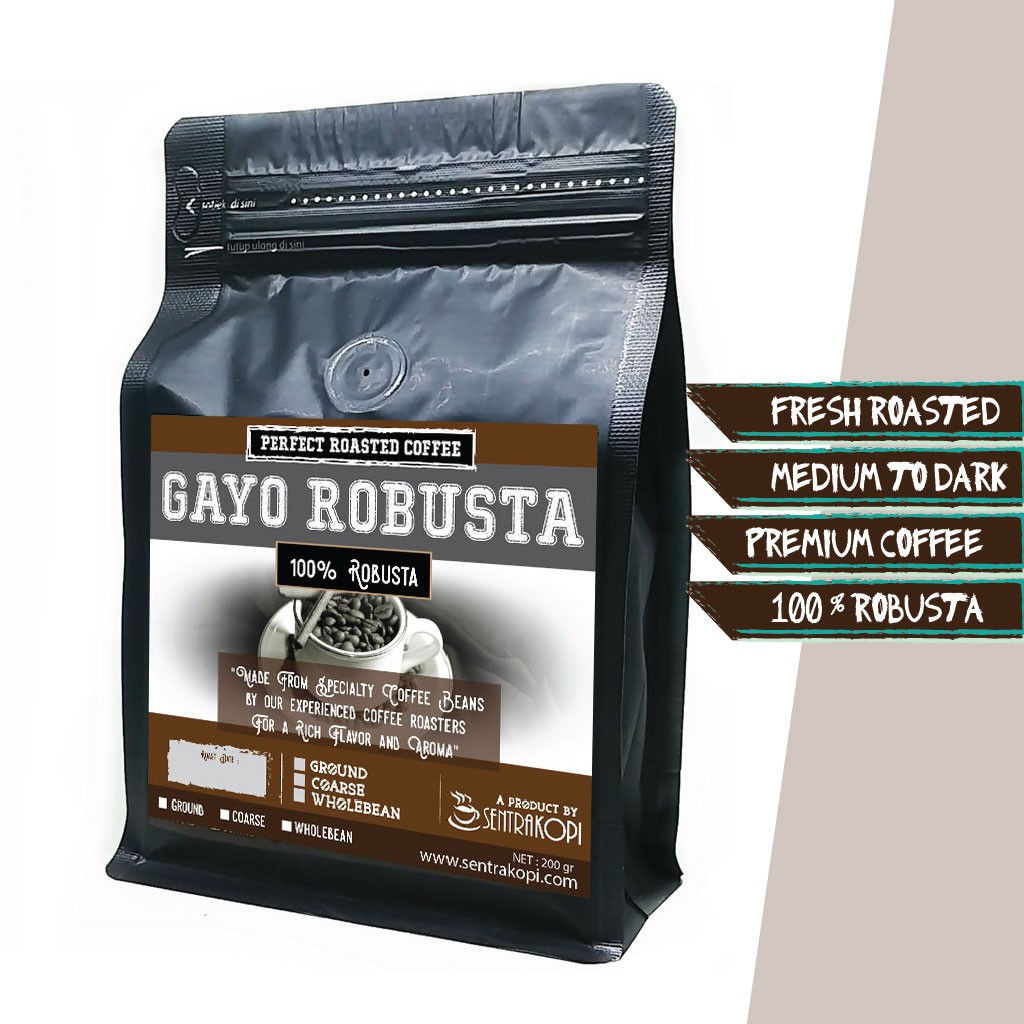 di sini
tutup ulang di sini
PERFECT ROASTED COFFEE
GAYO ROBUSTA
100% ROBUSTA
"MADE FROM SPECIALTY COFFEE BEANS
BY OUR EXPERIENCED COFFEE ROASTERS
FOR A RICH FLAVOR AND AROMA"
ROAST DATE :
GROUND
COARSE
WHOLEBEAN
A PRODUCT BY
SENTRAKOPI
GROUND COARSE WHOLEBEAN
NET : 200 gr
www.sentrakopi.com
FRESH ROASTED
MEDIUM TO DARK
PREMIUM COFFEE
100 % ROBUSTA